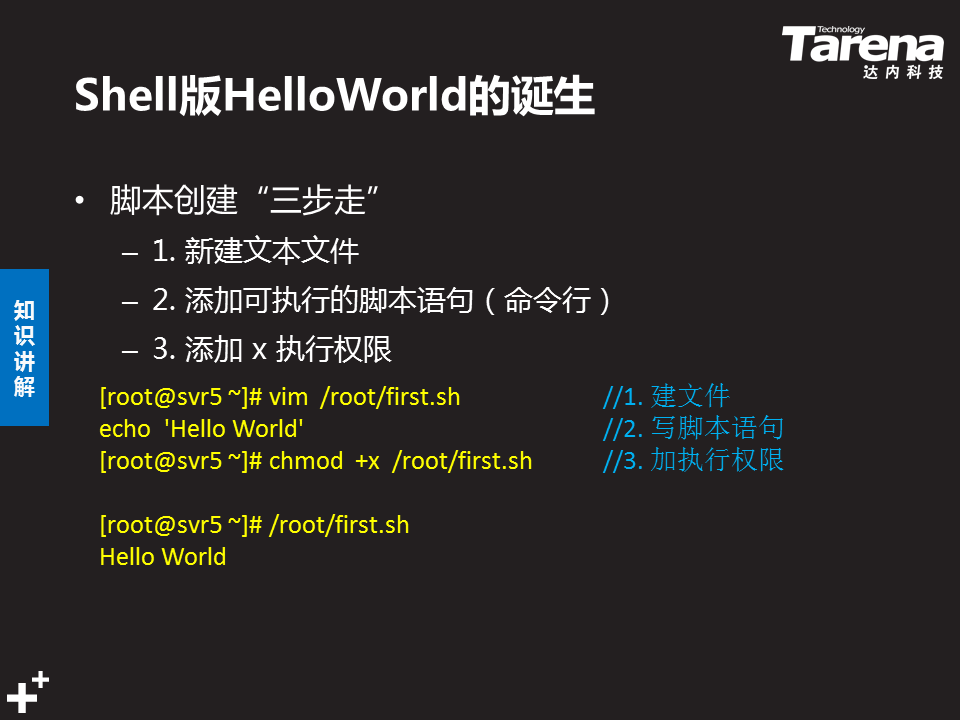 Technology
Tarena
达内科技
Shell版HelloWorld的诞生
• 脚本创建“三步走”
– 1. 新建文本文件
– 2. 添加可执行的脚本语句（命令行）
– 3. 添加 x 执行权限
知识讲解
[root@svr5 ~]# vim /root/first.sh //1. 建文件
echo 'Hello World' //2. 写脚本语句
[root@svr5 ~]# chmod +x /root/first.sh //3. 加执行权限
[root@svr5 ~]# /root/first.sh
Hello World